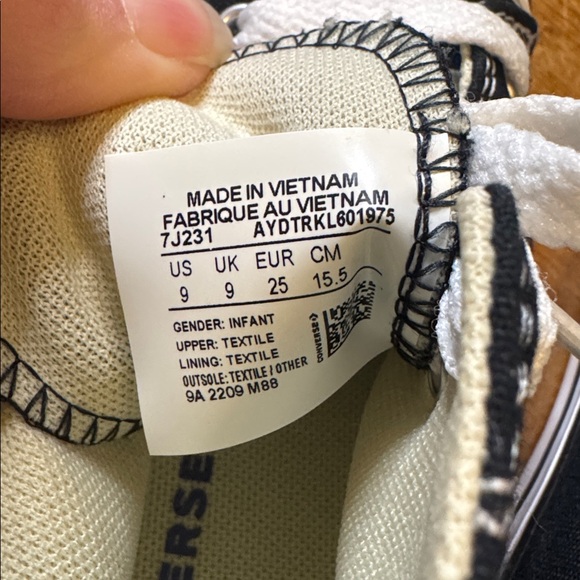 MADE IN VIETNAM
FABRIQUE AU VIETNAM
7J231 AYDTRKL601975
US UK EUR CM
9 9 25 15.5
GENDER: INFANT
UPPER: TEXTILE
LINING: TEXTILE
OUTSOLE: TEXTILE / OTHER
9A 2209 M88
CONVERSE
VERSE